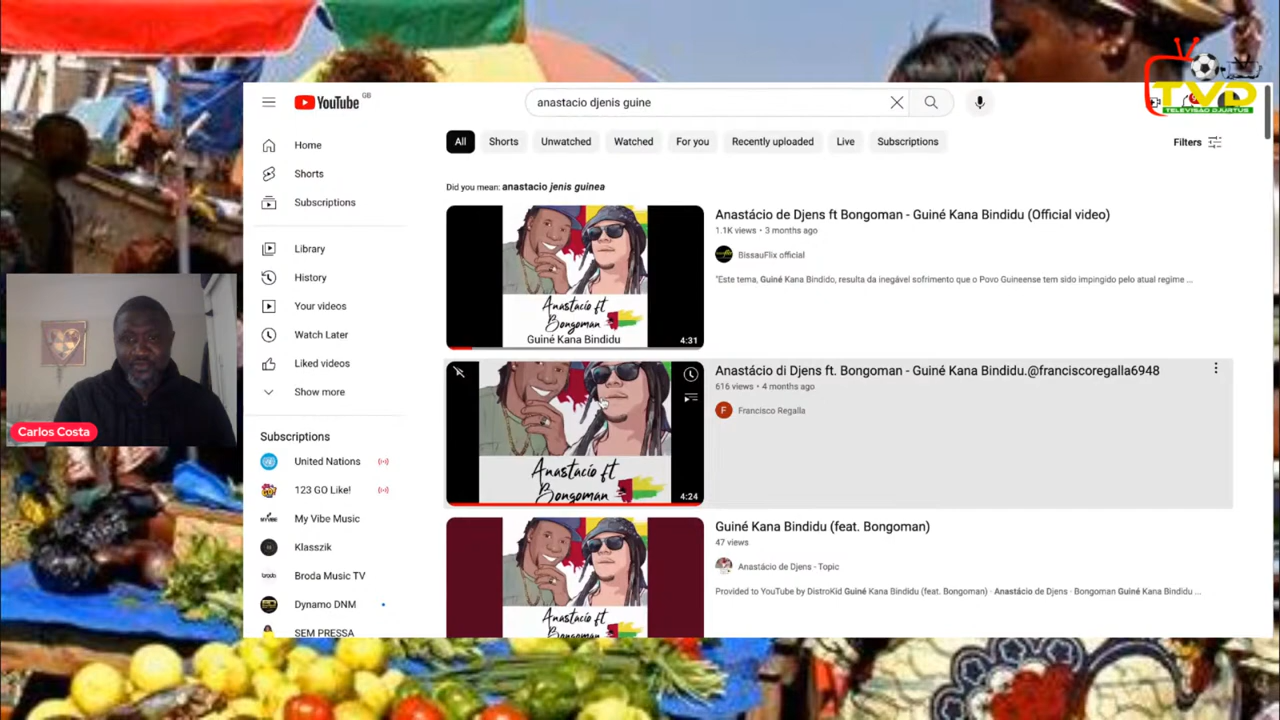 YouTube GB
anastacio djenis guine
TVD
TELEVISÃO DJURTUS
Home
Shorts
Subscriptions
Library
History
Your videos
Watch Later
Liked videos
Show more
Subscriptions
United Nations
123 GO Like!
My Vibe Music
Klasszik
Broda Music TV
Dynamo DNM
SEM PRESSA
All
Shorts
Unwatched
Watched
For you
Recently uploaded
Live
Subscriptions
Filters
Did you mean: anastacio jenis guinea
Anastácio ft
Bongoman
Guiné Kana Bindidu
4:31
Anastácio de Djens ft Bongoman - Guiné Kana Bindidu (Official video)
1.1K views • 3 months ago
BissauFlix official
"Este tema, Guiné Kana Bindido, resulta da inegável sofrimento que o Povo Guineense tem sido impingido pelo atual regime ...
Anastácio ft
Bongoman
4:24
Anastácio di Djens ft. Bongoman - Guiné Kana Bindidu.@franciscoregalla6948
616 views • 4 months ago
F Francisco Regalla
Anastácio ft
Guiné Kana Bindidu (feat. Bongoman)
47 views
Anastácio de Djens - Topic
Provided to YouTube by DistroKid Guiné Kana Bindidu (feat. Bongoman) · Anastácio de Djens · Bongoman Guiné Kana Bindidu ...
Carlos Costa